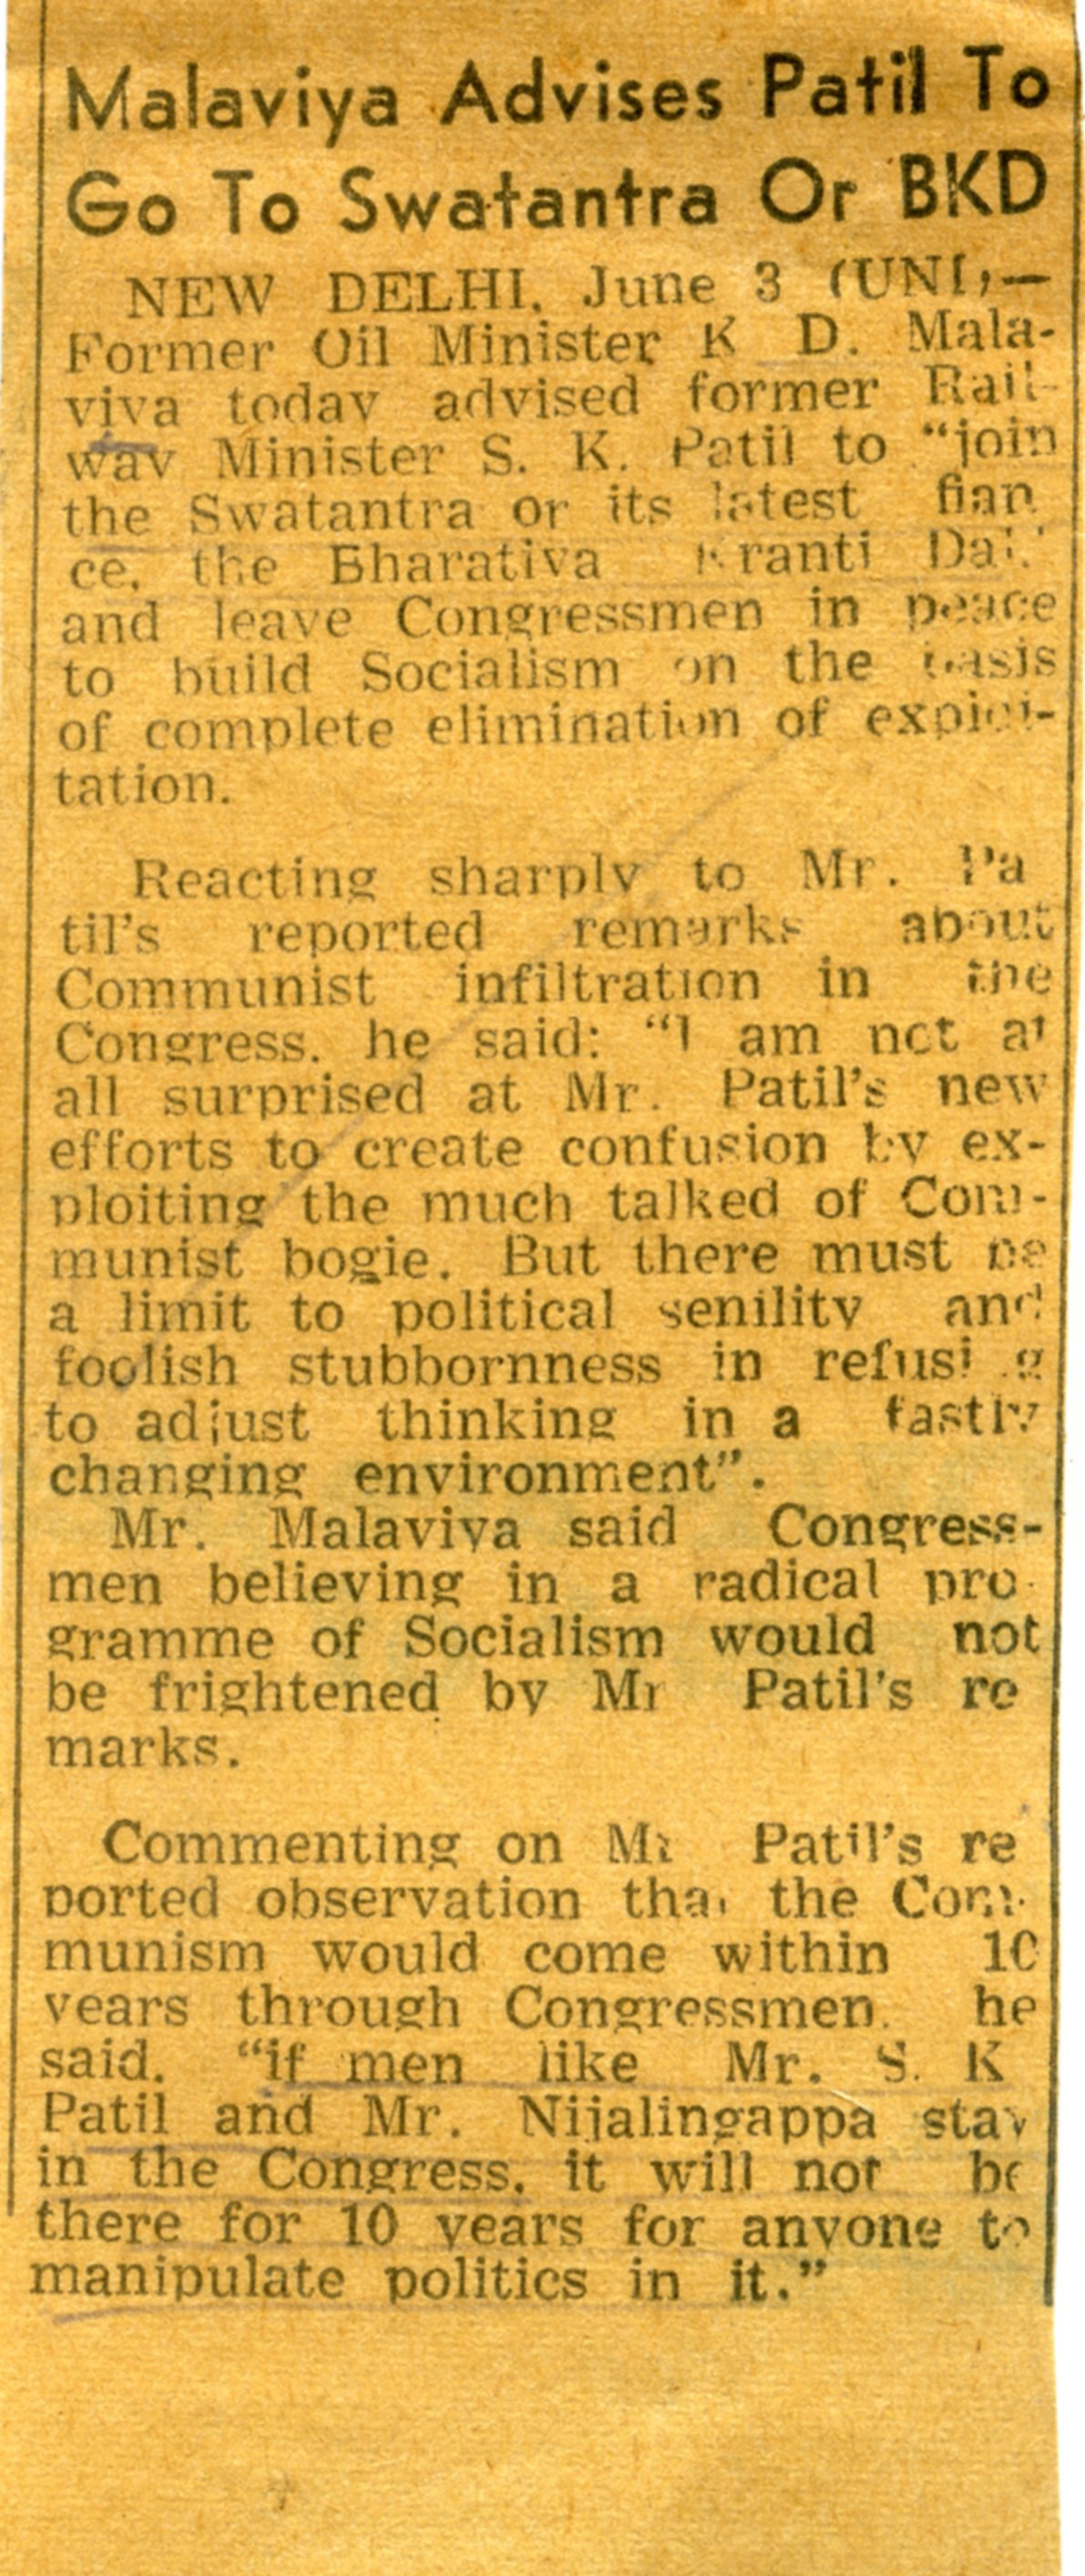 Malaviya Advises Patil To
Go To Swatantra Or BKD
NEW DELHI, June 3 (UNI)—
Former Oil Minister K D. Mala-
viya today advised former Rail-
way Minister S. K. Patil to "join
the Swatantra or its latest fian
ce, the Bharatiya Kranti Dal"
and leave Congressmen in peace
to build Socialism on the basis
of complete elimination of exploi-
tation.
Reacting sharply to Mr. Pa
til's reported remarks about
Communist infiltration in the
Congress, he said: "I am not at
all surprised at Mr. Patil's new
efforts to create confusion by ex-
ploiting the much talked of Com-
munist bogie. But there must be
a limit to political senility and
foolish stubbornness in refusing
to adjust thinking in a fastly
changing environment".
Mr. Malaviya said Congress-
men believing in a radical pro-
gramme of Socialism would not
be frightened by Mr Patil's re
marks.
Commenting on Mr Patil's re
ported observation that the Com-
munism would come within 10
years through Congressmen, he
said, "if men like Mr. S. K
Patil and Mr. Nijalingappa stay
in the Congress, it will not be
there for 10 years for anyone to
manipulate politics in it."